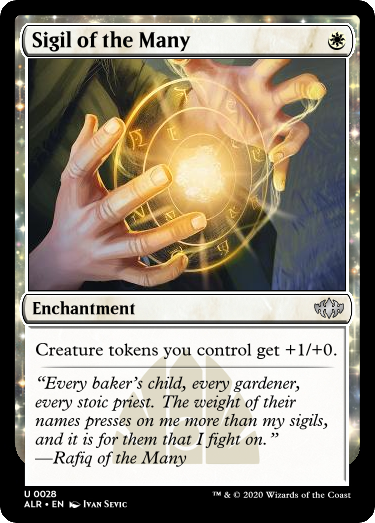 Sigil of the Many
Enchantment
Creature tokens you control get +1/+0.
“Every baker’s child, every gardener,
every stoic priest. The weight of their
names presses on me more than my sigils,
and it is for them that I fight on.”
—Rafiq of the Many
U 0028
ALR • EN Ivan Sevic
™ & © 2020 Wizards of the Coast